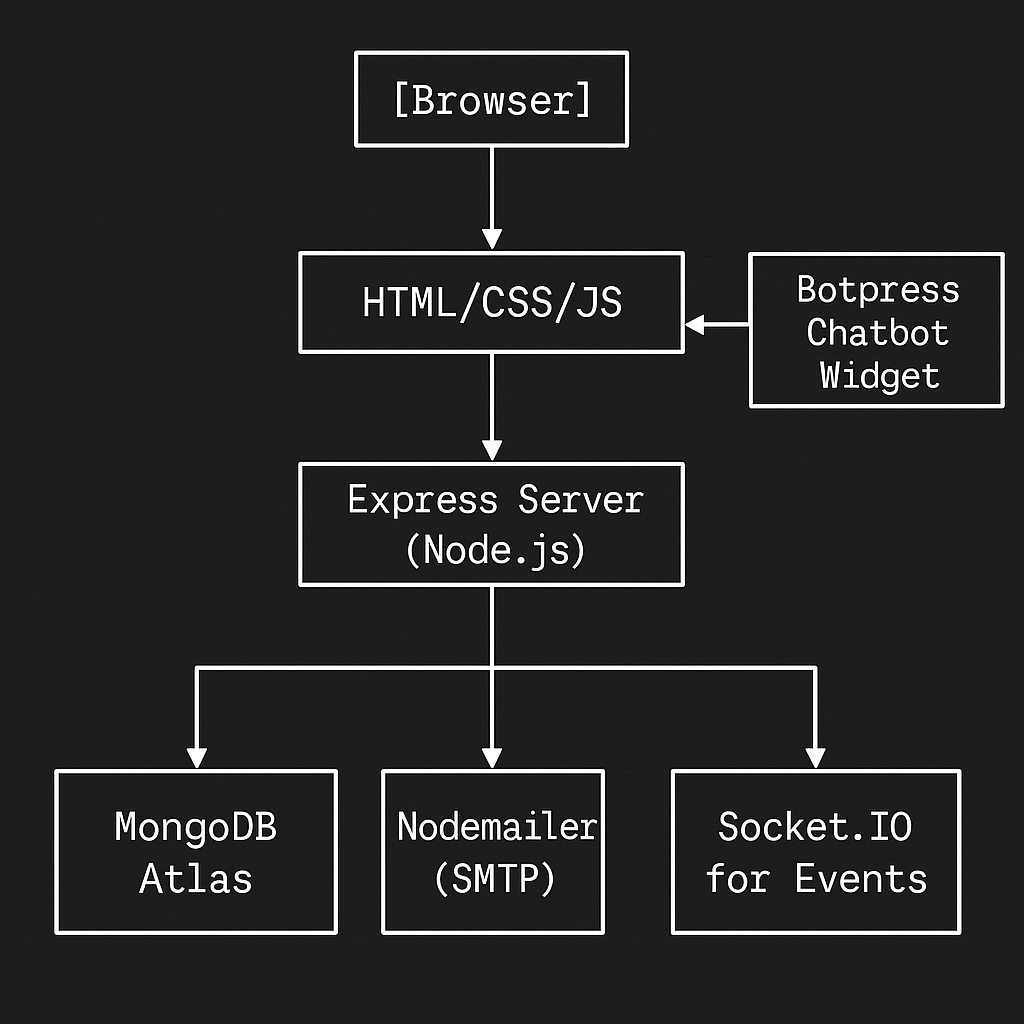 [Browser]
HTML/CSS/JS
Botpress
Chatbot
Widget
Express Server
(Node.js)
MongoDB
Atlas
Nodemailer
(SMTP)
Socket.IO
for Events